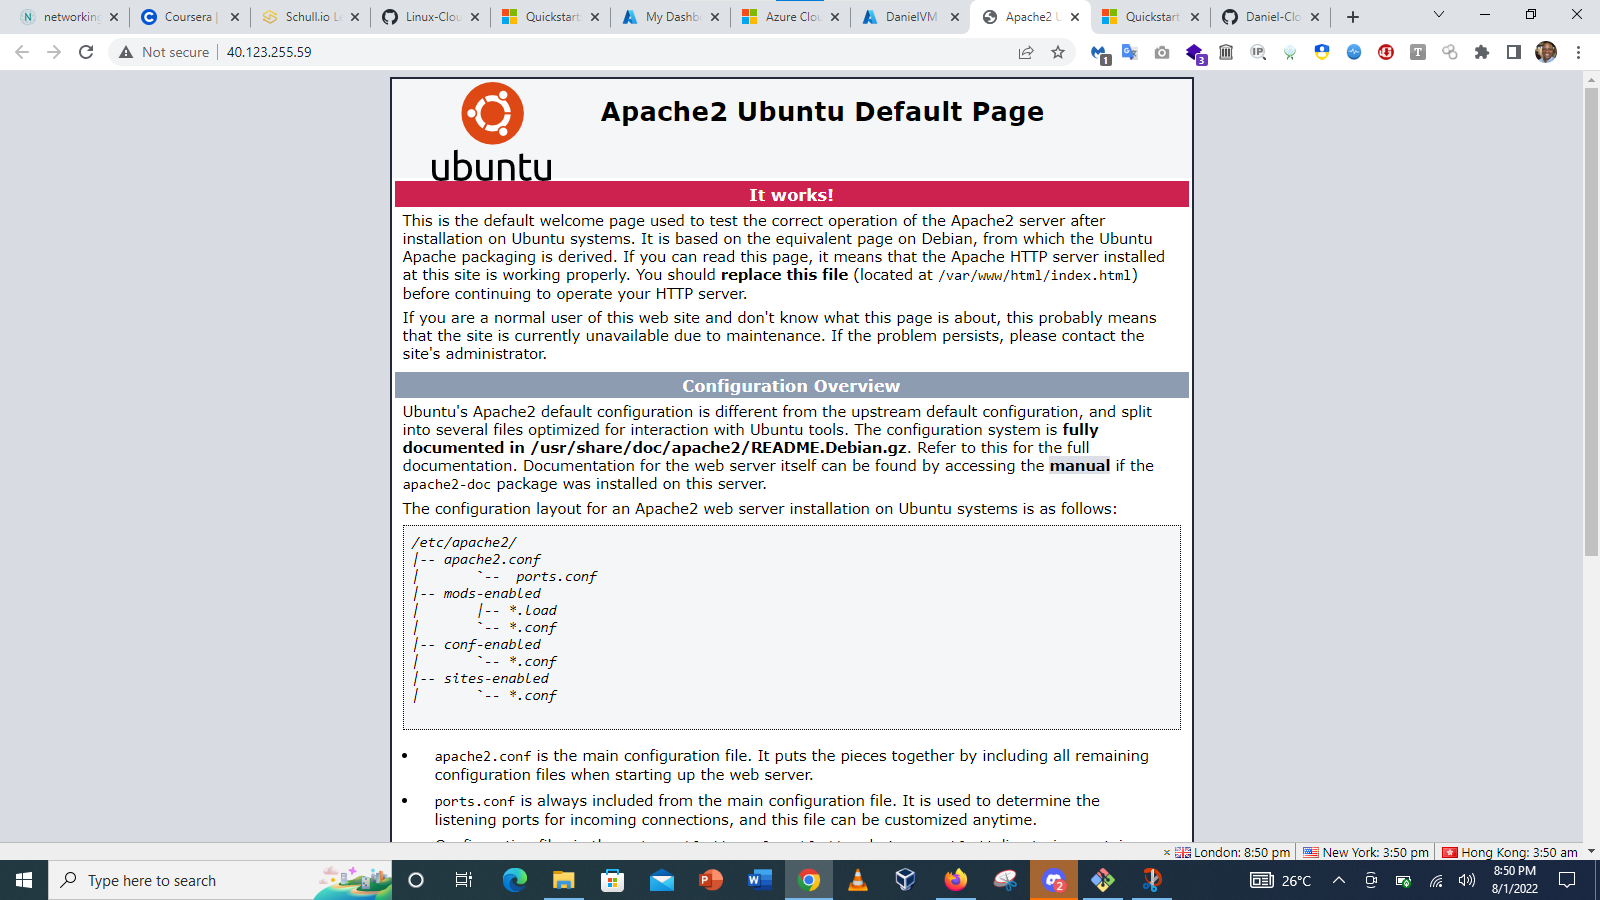 networking
Coursera |
Schull.io Le
Linux-Clou
Quickstart
My Dashb
Azure Clou
DanielVM
Apache2 U
Quickstart
Daniel-Clo
Not secure
40.123.255.59
1
3
ubuntu
Apache2 Ubuntu Default Page
It works!
This is the default welcome page used to test the correct operation of the Apache2 server after
installation on Ubuntu systems. It is based on the equivalent page on Debian, from which the Ubuntu
Apache packaging is derived. If you can read this page, it means that the Apache HTTP server installed
at this site is working properly. You should replace this file (located at /var/www/html/index.html)
before continuing to operate your HTTP server.
If you are a normal user of this web site and don't know what this page is about, this probably means
that the site is currently unavailable due to maintenance. If the problem persists, please contact the
site's administrator.
Configuration Overview
Ubuntu's Apache2 default configuration is different from the upstream default configuration, and split
into several files optimized for interaction with Ubuntu tools. The configuration system is fully
documented in /usr/share/doc/apache2/README.Debian.gz. Refer to this for the full
documentation. Documentation for the web server itself can be found by accessing the manual if the
apache2-doc package was installed on this server.
The configuration layout for an Apache2 web server installation on Ubuntu systems is as follows:
/etc/apache2/
|-- apache2.conf
|       `--  ports.conf
|-- mods-enabled
|       |-- *.load
|       `-- *.conf
|-- conf-enabled
|       `-- *.conf
|-- sites-enabled
|       `-- *.conf
• apache2.conf is the main configuration file. It puts the pieces together by including all remaining
configuration files when starting up the web server.
• ports.conf is always included from the main configuration file. It is used to determine the
listening ports for incoming connections, and this file can be customized anytime.
London: 8:50 pm
New York: 3:50 pm
Hong Kong: 3:50 am
Type here to search
2
26°C
8:50 PM
8/1/2022